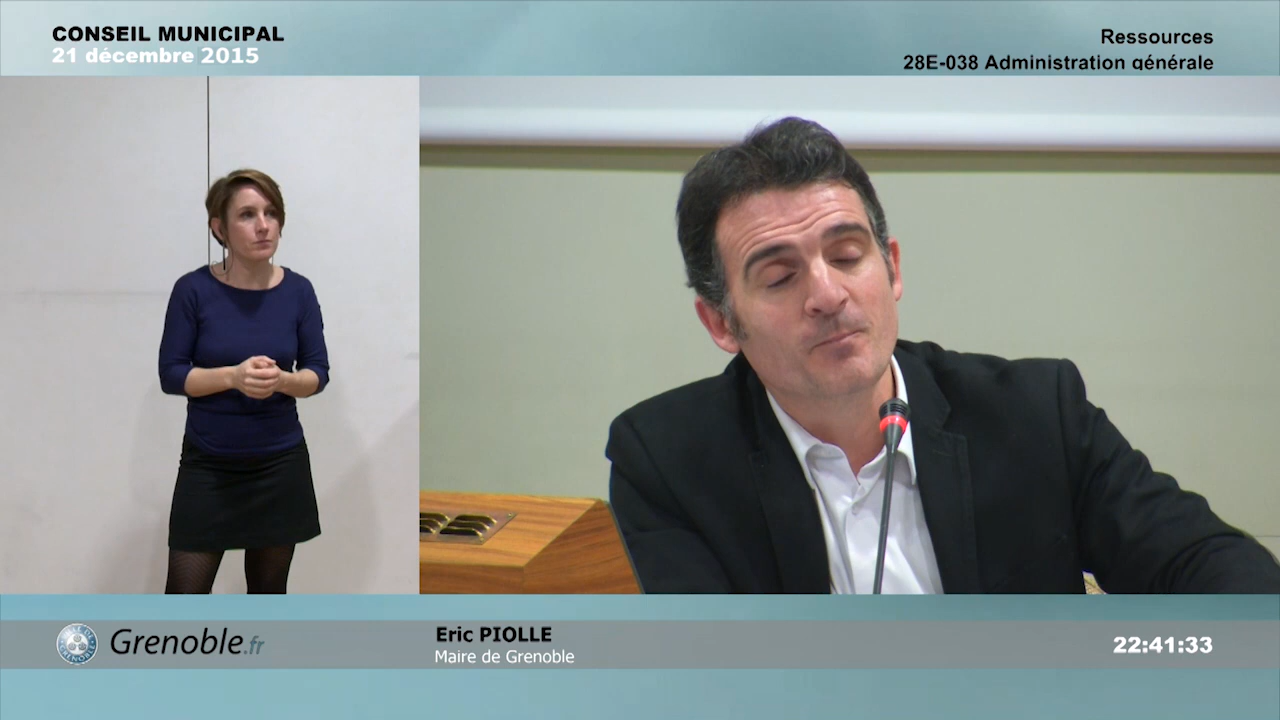 CONSEIL MUNICIPAL
21 décembre 2015
Ressources
28E-038 Administration générale
Grenoble.fr
Eric PIOLLE
Maire de Grenoble
22:41:33